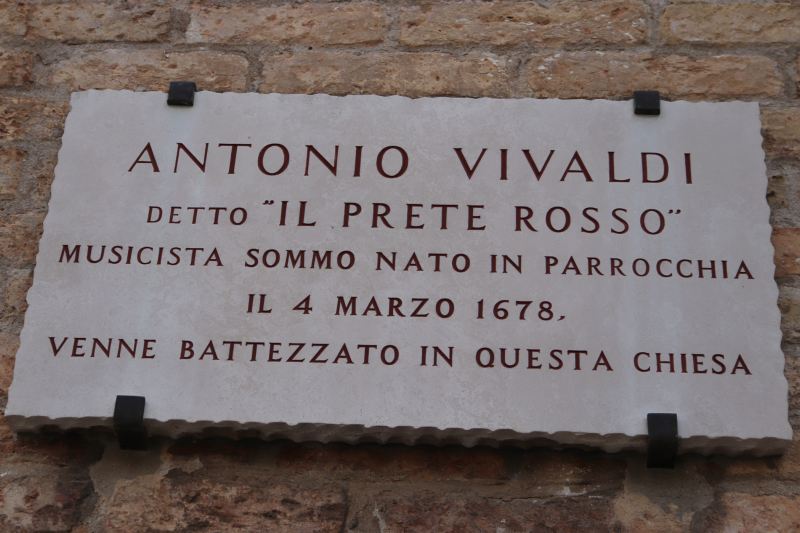 ANTONIO VIVALDI
DETTO "IL PRETE ROSSO"
MUSICISTA SOMMO NATO IN PARROCCHIA
IL 4 MARZO 1678,
VENNE BATTEZZATO IN QUESTA CHIESA